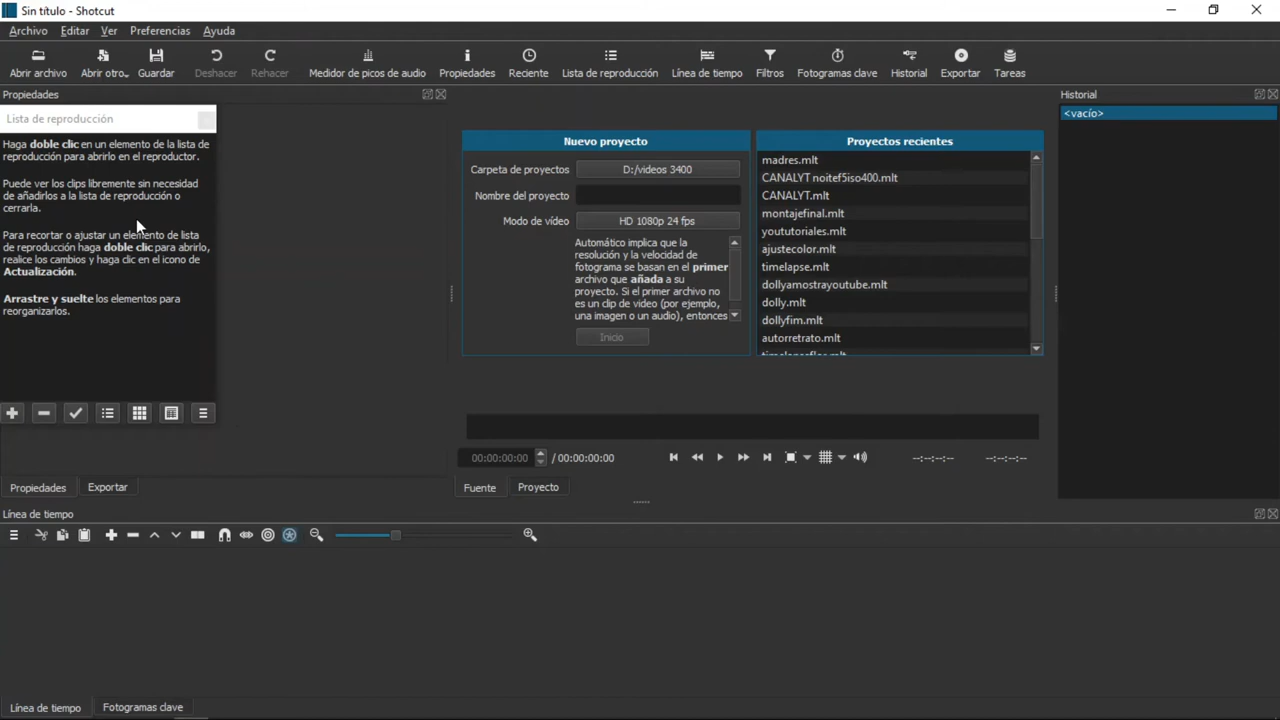 Sin título - Shotcut
Archivo Editar Ver Preferencias Ayuda
Abrir archivo Abrir otro... Guardar Deshacer Rehacer Medidor de picos de audio Propiedades Reciente Lista de reproducción Línea de tiempo Filtros Fotogramas clave Historial Exportar Tareas
Propiedades
Lista de reproducción
Haga doble clic en un elemento de la lista de
reproducción para abrirlo en el reproductor.
Puede ver los clips libremente sin necesidad
de añadirlos a la lista de reproducción o
cerrarla.
Para recortar o ajustar un elemento de lista
de reproducción haga doble clic para abrirlo,
realice los cambios y haga clic en el icono de
Actualización.
Arrastre y suelte los elementos para
reorganizarlos.
Propiedades Exportar
Nuevo proyecto
Carpeta de proyectos D:/videos 3400
Nombre del proyecto
Modo de vídeo HD 1080p 24 fps
Automático implica que la
resolución y la velocidad de
fotograma se basan en el primer
archivo que añada a su
proyecto. Si el primer archivo no
es un clip de video (por ejemplo,
una imagen o un audio), entonces
Inicio
Proyectos recientes
madres.mlt
CANALYT noitef5iso400.mlt
CANALYT.mlt
montajefinal.mlt
yoututoriales.mlt
ajustecolor.mlt
timelapse.mlt
dollyamostrayoutube.mlt
dolly.mlt
dollyfim.mlt
autorretrato.mlt
00:00:00:00 / 00:00:00:00 --:--:--:-- --:--:--:--
Fuente Proyecto
Historial
<vacío>
Línea de tiempo
Línea de tiempo Fotogramas clave